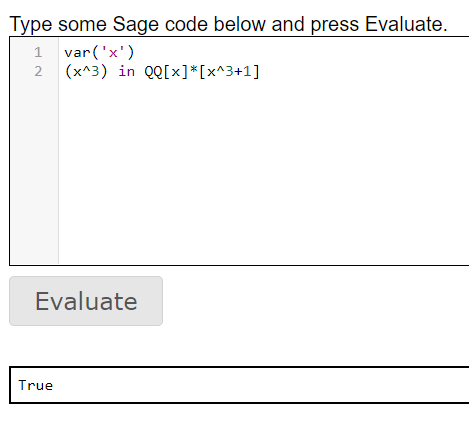 Type some Sage code below and press Evaluate.
1 var('x')
2 (x^3) in QQ[x]*[x^3+1]
Evaluate
True